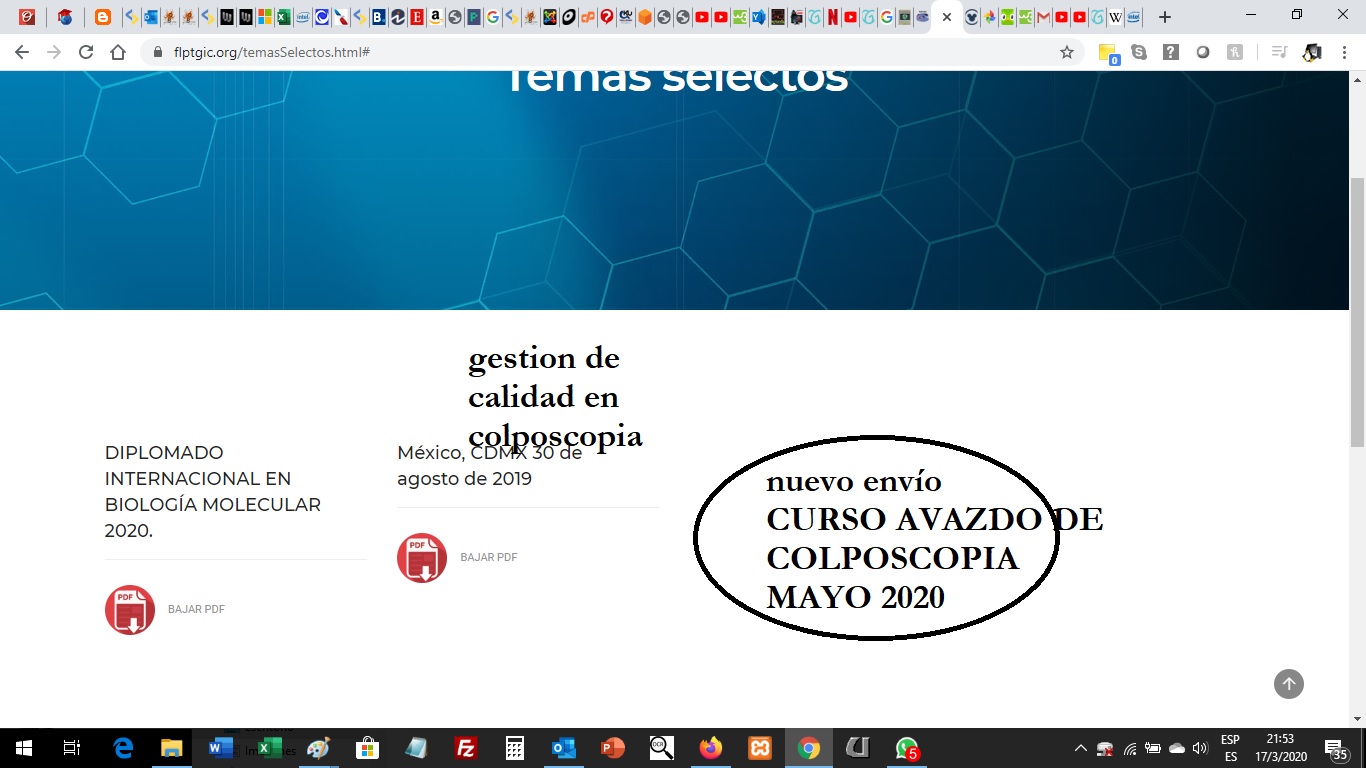 flptgic.org/temasSelectos.html#
0
Temas selectos
gestion de
calidad en
colposcopia
DIPLOMADO
INTERNACIONAL EN
BIOLOGÍA MOLECULAR
2020.
BAJAR PDF
México, CDMX 30 de
agosto de 2019
BAJAR PDF
nuevo envío
CURSO AVAZDO DE
COLPOSCOPIA
MAYO 2020
ESP
ES
21:53
17/3/2020
35
5